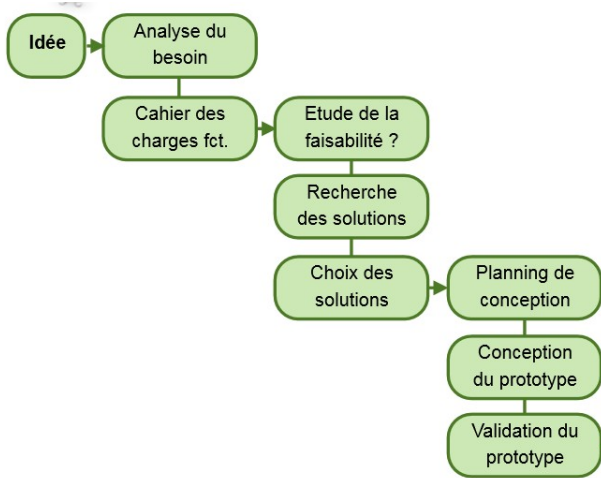 Idée
Analyse du
besoin
Cahier des
charges fct.
Etude de la
faisabilité ?
Recherche
des solutions
Choix des
solutions
Planning de
conception
Conception
du prototype
Validation du
prototype